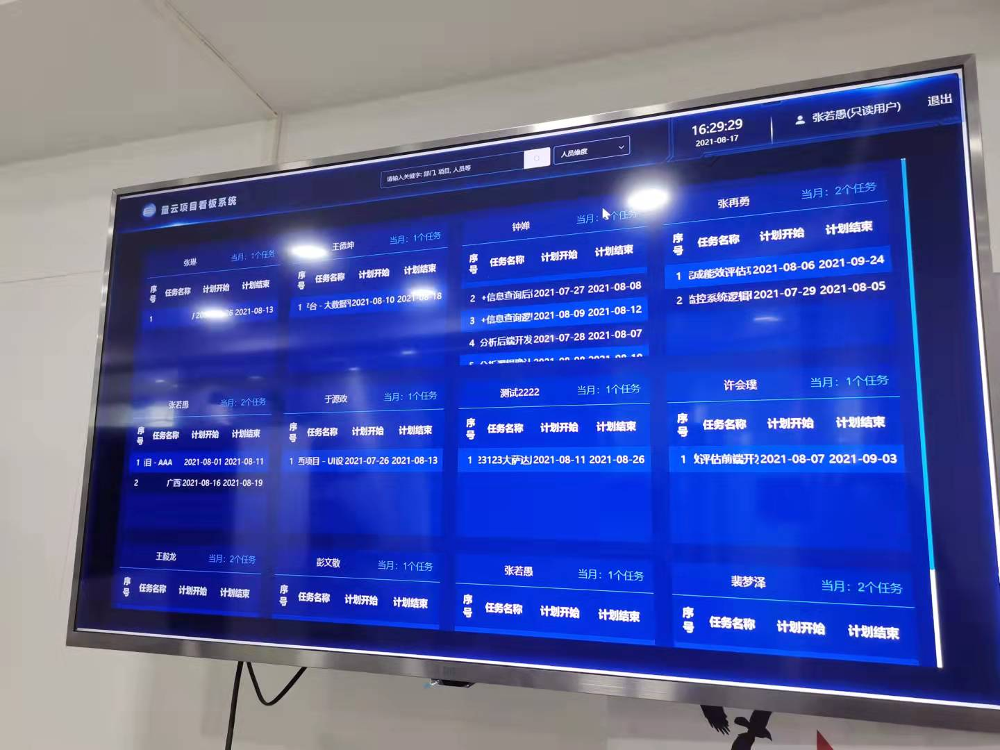 16:29:29
2021-08-17
张若愚(只读用户)
退出
请输入关键字: 部门, 项目, 人员等
人员维度
量云项目看板系统
张琳
当月：1个任务
序号 任务名称 计划开始 计划结束
1 2021-08-13
王德坤
当月：1个任务
序号 任务名称 计划开始 计划结束
1 台 - 大数据 2021-08-10 2021-08-18
钟婵
当月： 个任务
序号 任务名称 计划开始 计划结束
2 +信息查询后 2021-07-27 2021-08-08
3 +信息查询逻 2021-08-09 2021-08-12
4 分析后端开发 2021-07-28 2021-08-07
张再勇
当月：2个任务
序号 任务名称 计划开始 计划结束
1 成能效评估 2021-08-06 2021-09-24
2 监控系统逻辑 2021-07-29 2021-08-05
张若愚
当月：2个任务
序号 任务名称 计划开始 计划结束
1 目 - AAA 2021-08-01 2021-08-11
2 广西 2021-08-16 2021-08-19
于源政
当月：1个任务
序号 任务名称 计划开始 计划结束
1 西项目 - UI设 2021-07-26 2021-08-13
测试2222
当月：1个任务
序号 任务名称 计划开始 计划结束
1 23123大萨达 2021-08-11 2021-08-26
许会璞
当月：1个任务
序号 任务名称 计划开始 计划结束
1 评估前端开 2021-08-07 2021-09-03
王毅龙
当月：2个任务
序号 任务名称 计划开始 计划结束
彭文敬
当月：1个任务
序号 任务名称 计划开始 计划结束
张若愚
当月：1个任务
序号 任务名称 计划开始 计划结束
裴梦泽
当月：2个任务
序号 任务名称 计划开始 计划结束